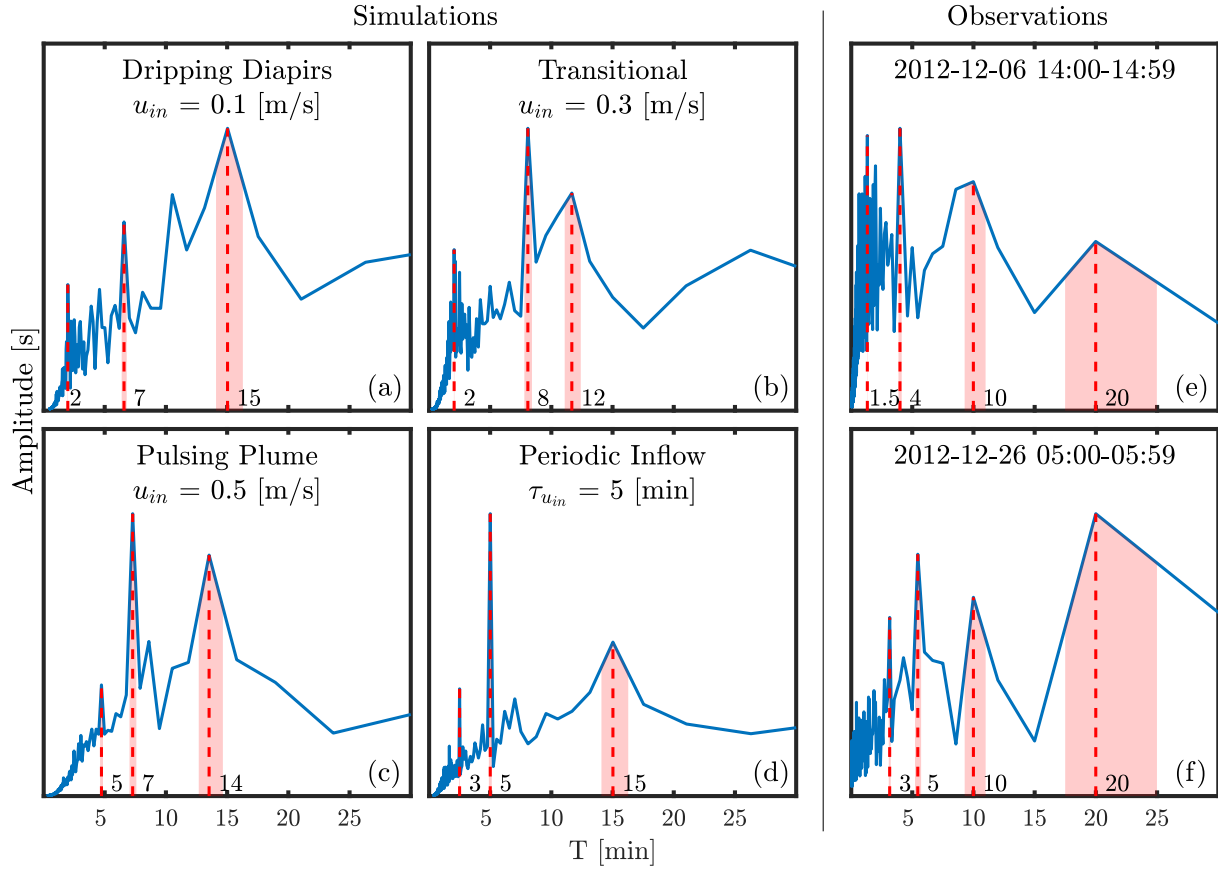 Simulations
Observations
Amplitude [s]
Dripping Diapirs
u_in = 0.1 [m/s]
2 7 15 (a)
Transitional
u_in = 0.3 [m/s]
2 8 12 (b)
2012-12-06 14:00-14:59
1.5 4 10 20 (e)
Pulsing Plume
u_in = 0.5 [m/s]
5 7 14 (c)
5 10 15 20 25
Periodic Inflow
τ_u_in = 5 [min]
3 5 15 (d)
5 10 15 20 25
2012-12-26 05:00-05:59
3 5 10 20 (f)
5 10 15 20 25
T [min]